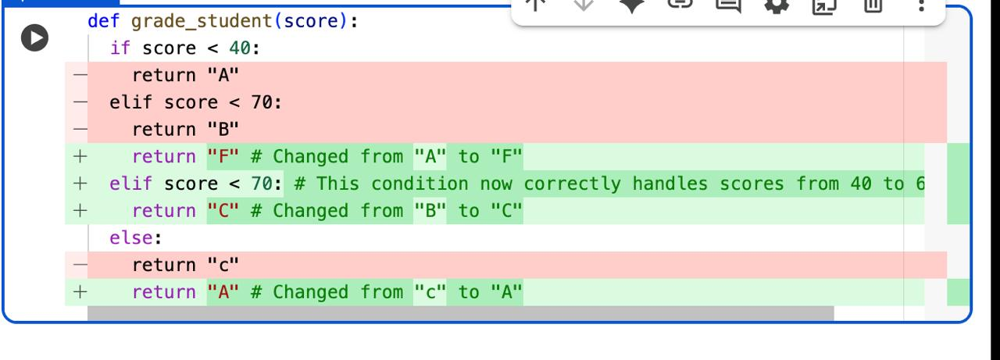 def grade_student(score):
  if score < 40:
-    return "A"
-  elif score < 70:
-    return "B"
+    return "F" # Changed from "A" to "F"
+  elif score < 70: # This condition now correctly handles scores from 40 to 6
+    return "C" # Changed from "B" to "C"
  else:
-    return "c"
+    return "A" # Changed from "c" to "A"